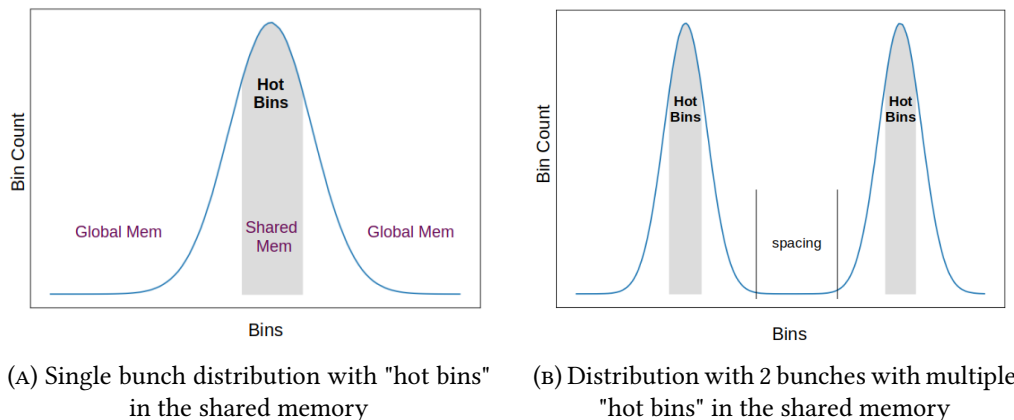 Bin Count
Hot
Bins
Global Mem
Shared
Mem
Global Mem
Bins
(A) Single bunch distribution with "hot bins"
in the shared memory
Bin Count
Hot
Bins
Hot
Bins
spacing
Bins
(B) Distribution with 2 bunches with multiple
"hot bins" in the shared memory